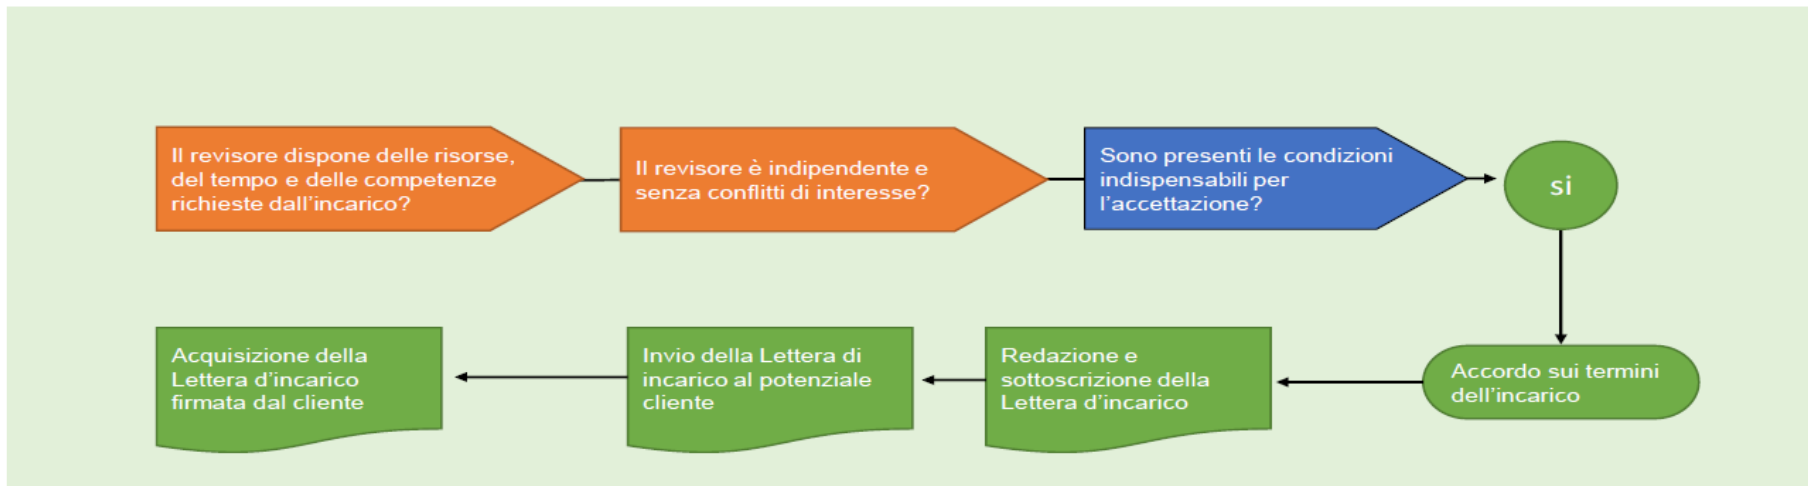 Il revisore dispone delle risorse,
del tempo e delle competenze
richieste dall'incarico?
Il revisore è indipendente e
senza conflitti di interesse?
Sono presenti le condizioni
indispensabili per
l'accettazione?
si
Acquisizione della
Lettera d'incarico
firmata dal cliente
Invio della Lettera di
incarico al potenziale
cliente
Redazione e
sottoscrizione della
Lettera d'incarico
Accordo sui termini
dell'incarico